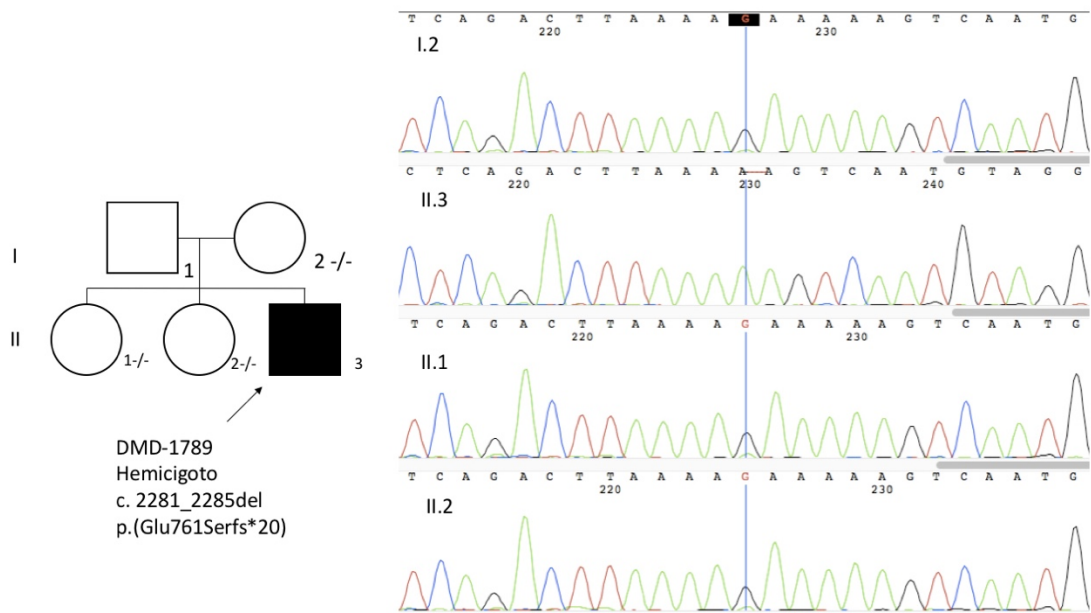 I
II
1
2 -/-
1-/-
2-/-
3
DMD-1789
Hemicigoto
c. 2281_2285del
p.(Glu761Serfs*20)
T C A G A C T T A A A A G A A A A A G T C A A T G
220 230
I.2
C T C A G A C T T A A A A A G T C A A T G T A G G
220 230 240
II.3
T C A G A C T T A A A A G A A A A A G T C A A T G
220 230
II.1
T C A G A C T T A A A A G A A A A A G T C A A T G
220 230
II.2